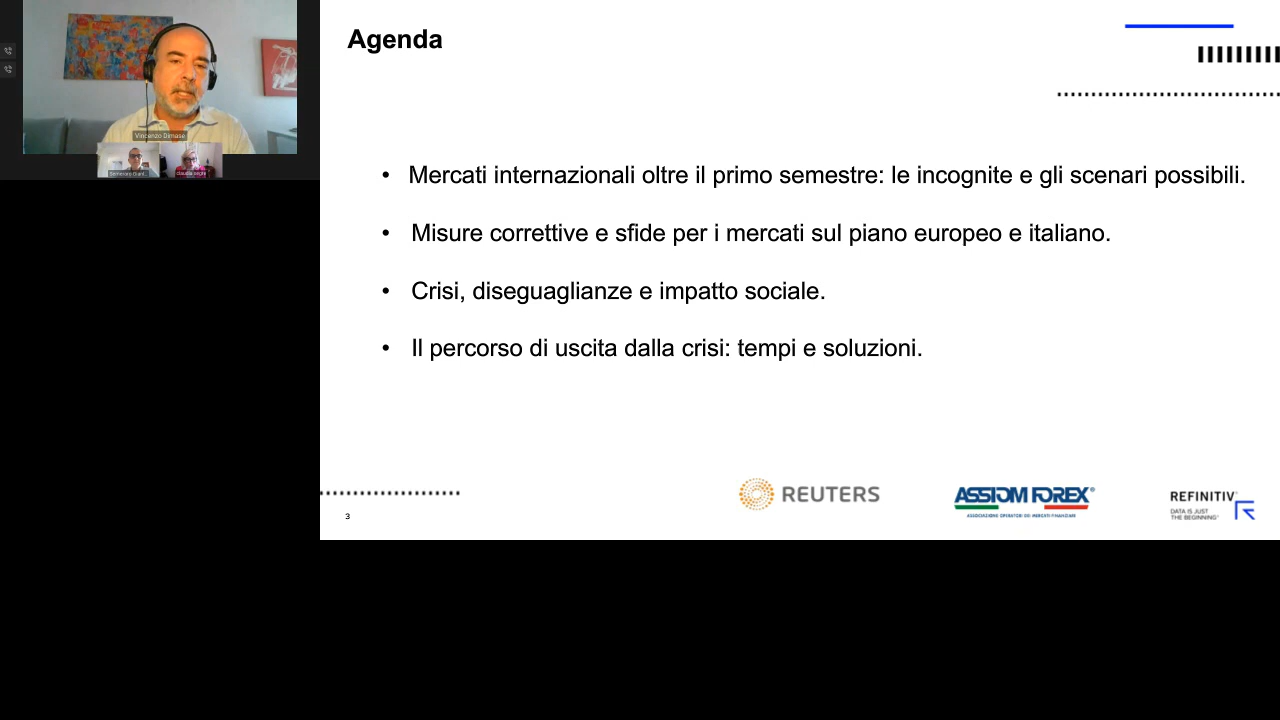 Agenda
Vincenzo Dimase
• Mercati internazionali oltre il primo semestre: le incognite e gli scenari possibili.
• Misure correttive e sfide per i mercati sul piano europeo e italiano.
• Crisi, diseguaglianze e impatto sociale.
• Il percorso di uscita dalla crisi: tempi e soluzioni.
REUTERS
ASSIOM FOREX®
ASSOCIAZIONE OPERATORI DEI MERCATI FINANZIARI
REFINITIV
DATA IS JUST
THE BEGINNING
3